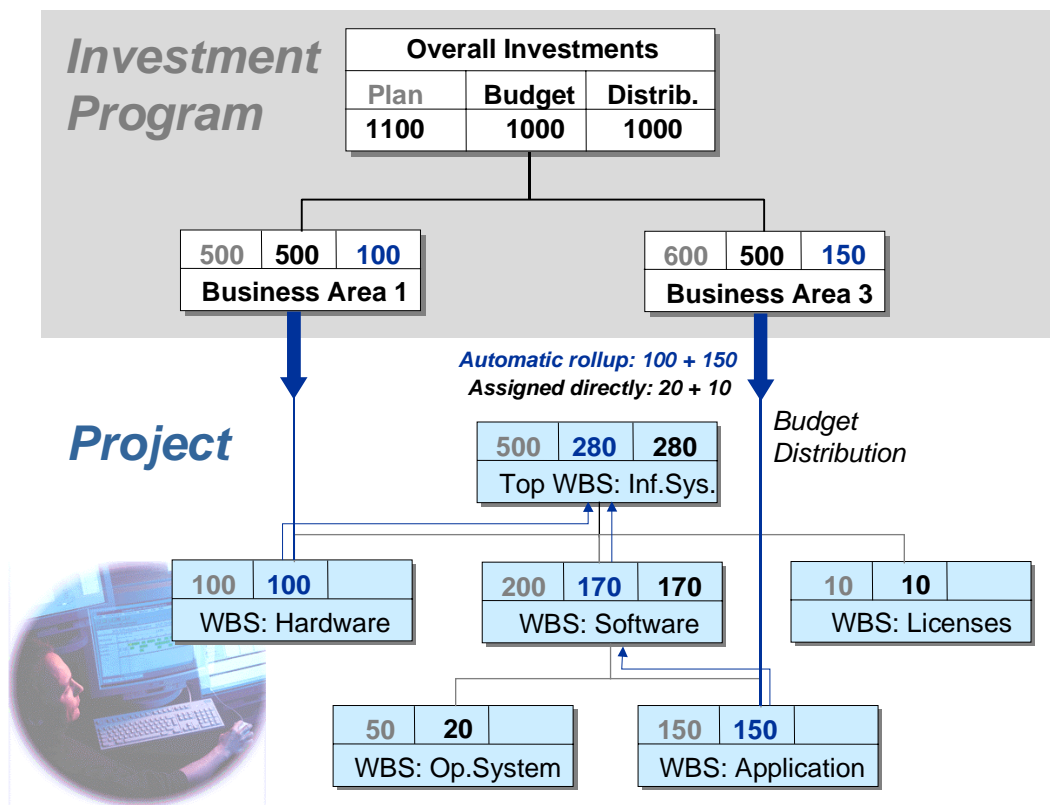 Investment
Program
Overall Investments
Plan Budget Distrib.
1100 1000 1000
500 500 100
Business Area 1
600 500 150
Business Area 3
Automatic rollup: 100 + 150
Assigned directly: 20 + 10
Project
Budget
Distribution
500 280 280
Top WBS: Inf.Sys.
100 100
WBS: Hardware
200 170 170
WBS: Software
10 10
WBS: Licenses
50 20
WBS: Op.System
150 150
WBS: Application